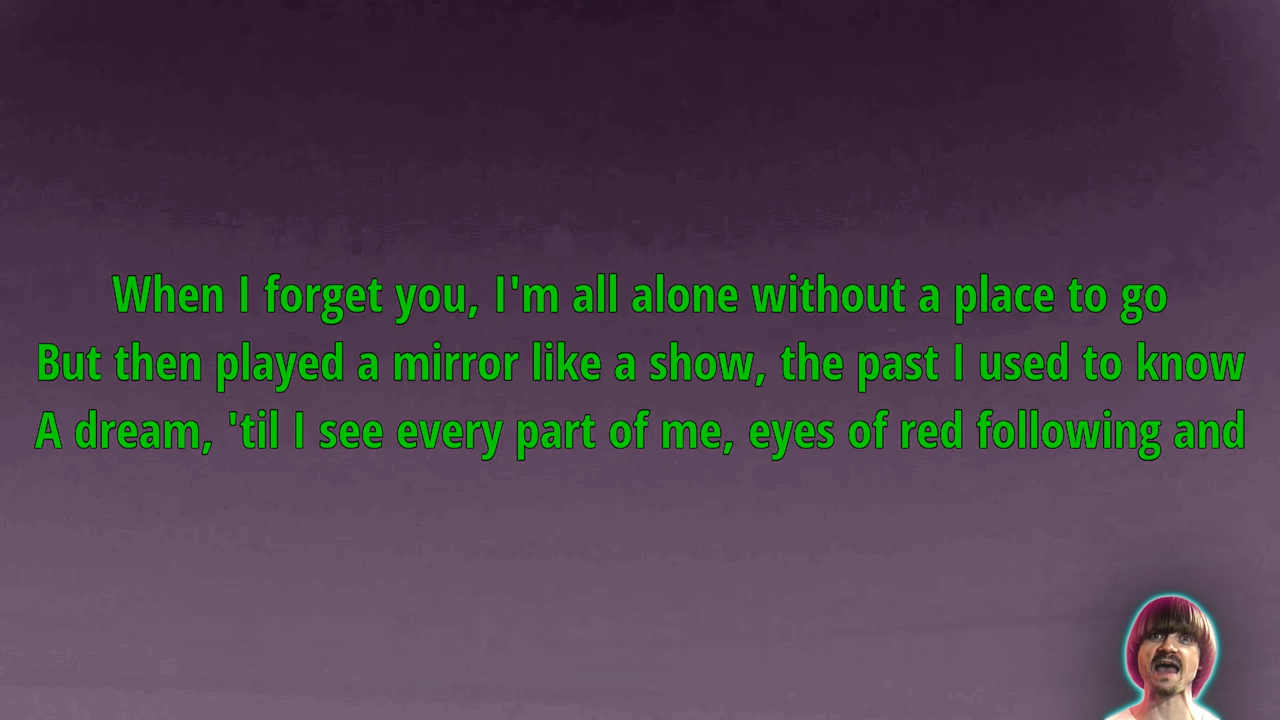 When I forget you, I'm all alone without a place to go
But then played a mirror like a show, the past I used to know
A dream, 'til I see every part of me, eyes of red following and